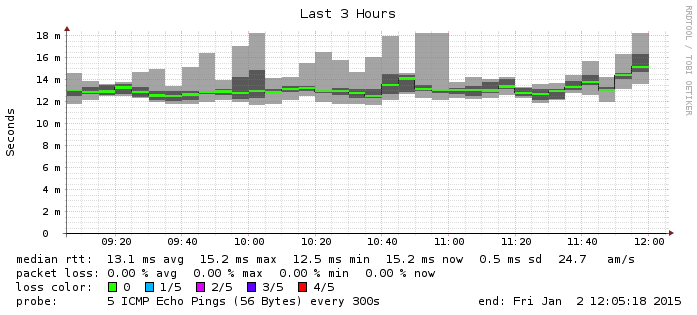 Last 3 Hours
RRDTOOL / TOBI OETIKER
Seconds
18 m
16 m
14 m
12 m
10 m
8 m
6 m
4 m
2 m
0
09:20 09:40 10:00 10:20 10:40 11:00 11:20 11:40 12:00
median rtt: 13.1 ms avg 15.2 ms max 12.5 ms min 15.2 ms now 0.5 ms sd 24.7 am/s
packet loss: 0.00 % avg 0.00 % max 0.00 % min 0.00 % now
loss color: 0 1/5 2/5 3/5 4/5
probe: 5 ICMP Echo Pings (56 Bytes) every 300s end: Fri Jan 2 12:05:18 2015